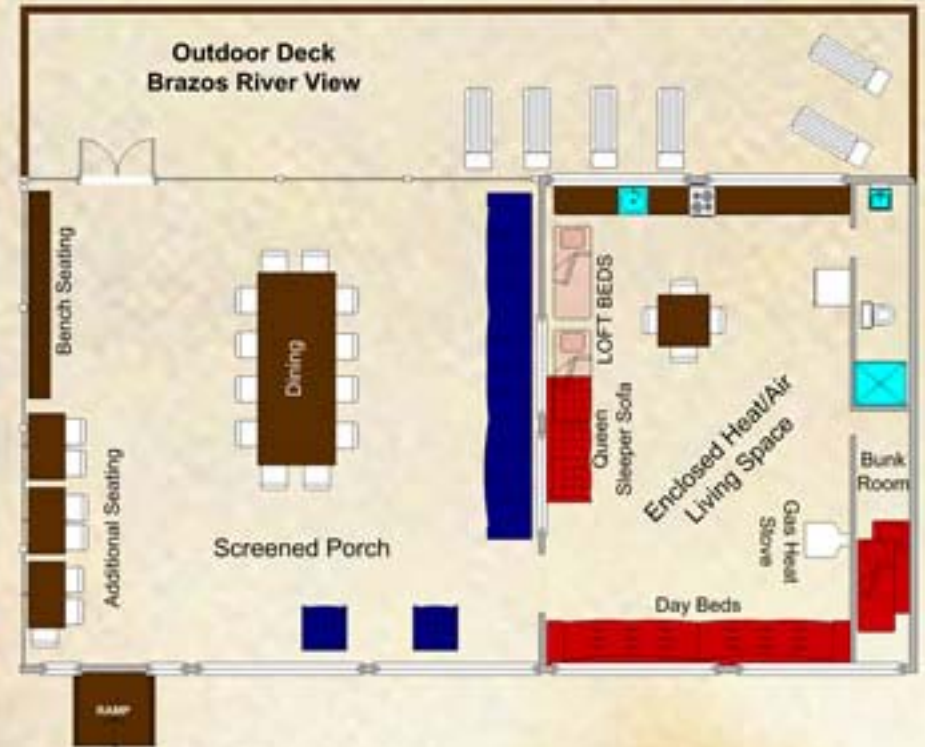 Outdoor Deck
Brazos River View
Bench Seating
Dining
LOFT BEDS
Queen
Sleeper Sofa
Enclosed Heat/Air
Living Space
Bunk
Room
Additional Seating
Screened Porch
Gas Heat
Stove
Day Beds
RAMP